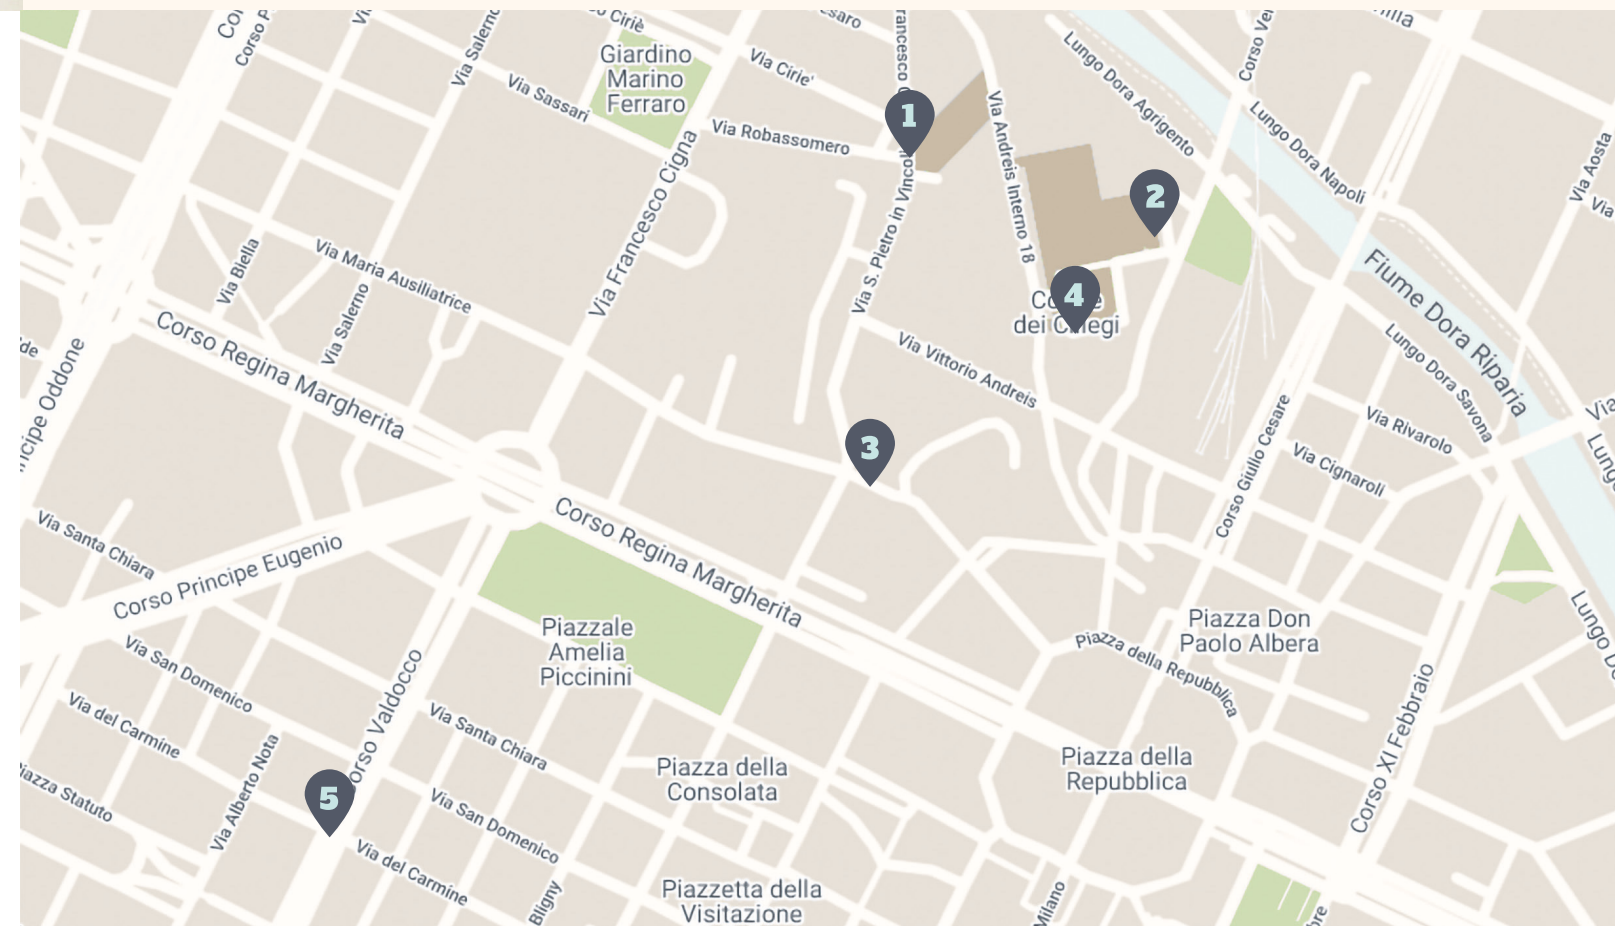 Via Salerno
Via Sassari
Giardino
Marino
Ferraro
Via Cirie'
Via Robassomero
Via Francesco Cigna
1
Via S. Pietro in Vincoli
Via Andreis Interno 18
Lungo Dora Agrigento
Lungo Dora Napoli
Via Aosta
Via
2
4
dei Ciliegi
Fiume Dora Riparia
Lungo Dora Savona
Via Rivarolo
Via Cignaroli
Corso Giulio Cesare
Via Vittorio Andreis
3
Via Biella
Via Maria Ausiliatrice
Via Salerno
Corso Regina Margherita
Corso Regina Margherita
Via Santa Chiara
Corso Principe Eugenio
Piazzale
Amelia
Piccinini
Piazza Don
Paolo Albera
Piazza della Repubblica
Via San Domenico
Via del Carmine
Corso Valdocco
Via Santa Chiara
Via Alberto Nota
Piazza Statuto
5
Via San Domenico
Via del Carmine
Bligny
Piazza della
Consolata
Piazza della
Repubblica
Corso XI Febbraio
Piazzetta della
Visitazione
Milano